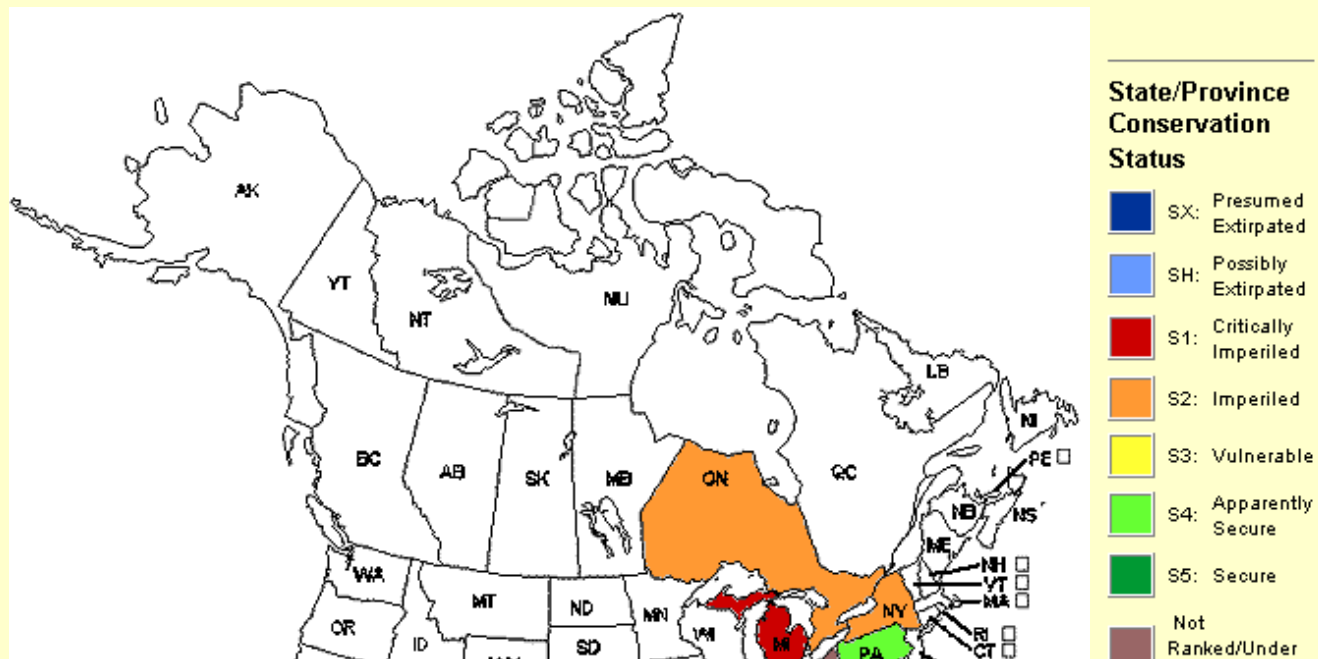 AK
YT
NT
NU
BC
AB
SK
MB
ON
QC
LB
NI
PE
NB
NS
ME
NH
VT
MA
RI
CT
WA
OR
ID
MT
ND
SD
MN
WI
MI
NY
PA
State/Province
Conservation
Status
SX: Presumed
Extirpated
SH: Possibly
Extirpated
S1: Critically
Imperiled
S2: Imperiled
S3: Vulnerable
S4: Apparently
Secure
S5: Secure
Not
Ranked/Under